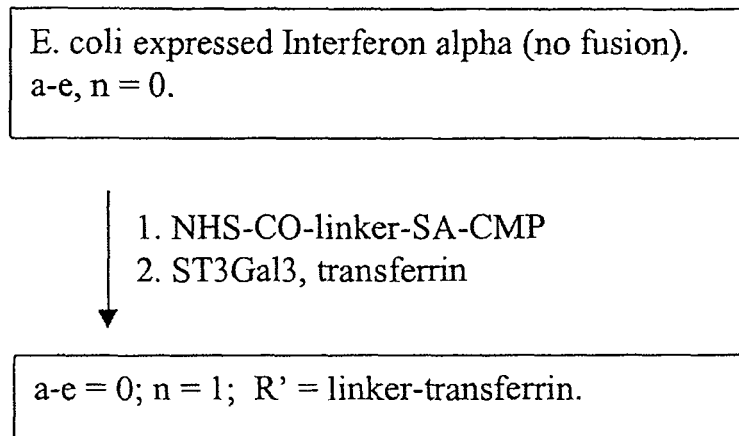 E. coli expressed Interferon alpha (no fusion).
a-e, n = 0.
1. NHS-CO-linker-SA-CMP
2. ST3Gal3, transferrin
a-e = 0; n = 1; R’ = linker-transferrin.